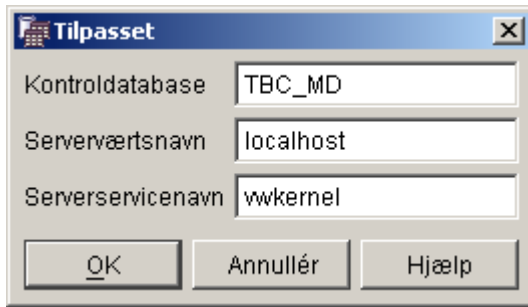 Tilpasset
Kontroldatabase TBC_MD
Serverværtsnavn localhost
Serverservicenavn vwkernel
OK Annullér Hjælp